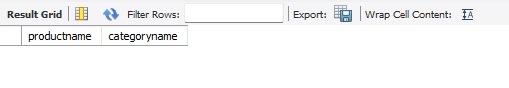 Result Grid Filter Rows: Export: Wrap Cell Content:
productname categoryname